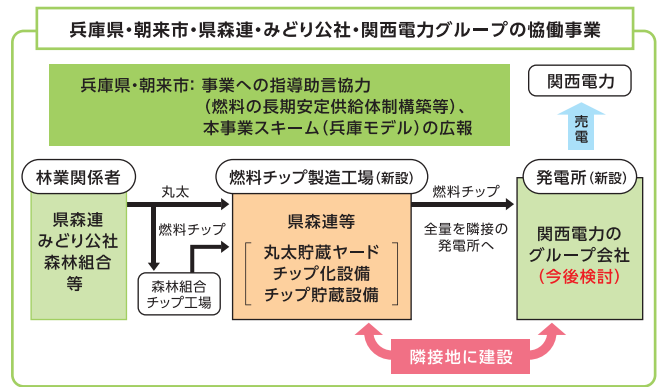 兵庫県・朝来市・県森連・みどり公社・関西電力グループの協働事業
兵庫県・朝来市： 事業への指導助言協力
（燃料の長期安定供給体制構築等）、
本事業スキーム（兵庫モデル）の広報
関西電力
売電
林業関係者
県森連
みどり公社
森林組合
等
丸太
燃料チップ
森林組合
チップ工場
燃料チップ製造工場（新設）
県森連等
丸太貯蔵ヤード
チップ化設備
チップ貯蔵設備
燃料チップ
全量を隣接の
発電所へ
発電所（新設）
関西電力の
グループ会社
（今後検討）
隣接地に建設